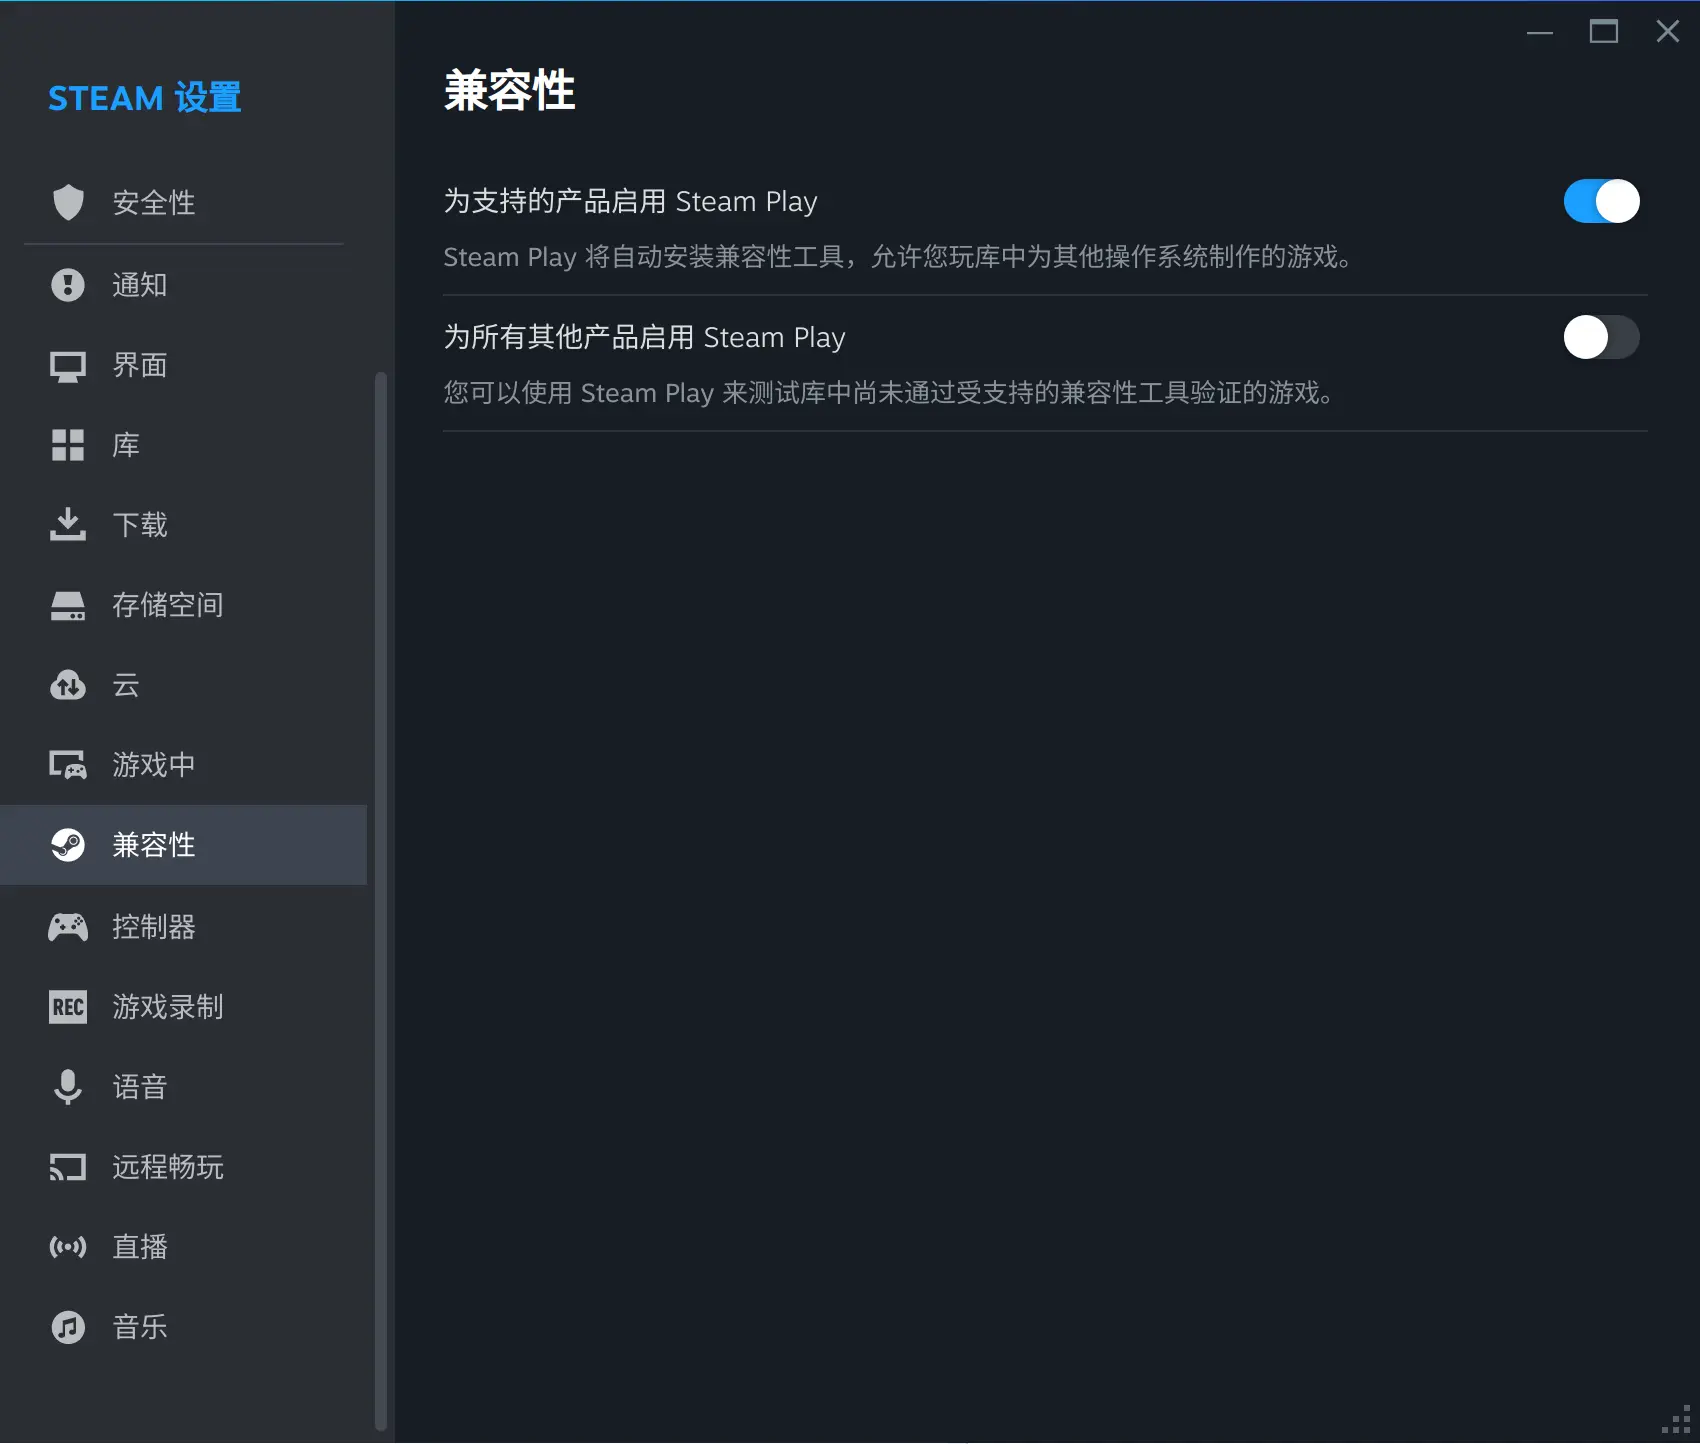 STEAM 设置
安全性
通知
界面
库
下载
存储空间
云
游戏中
兼容性
控制器
REC 游戏录制
语音
远程畅玩
直播
音乐
兼容性
为支持的产品启用 Steam Play
Steam Play 将自动安装兼容性工具，允许您玩库中为其他操作系统制作的游戏。
为所有其他产品启用 Steam Play
您可以使用 Steam Play 来测试库中尚未通过受支持的兼容性工具验证的游戏。